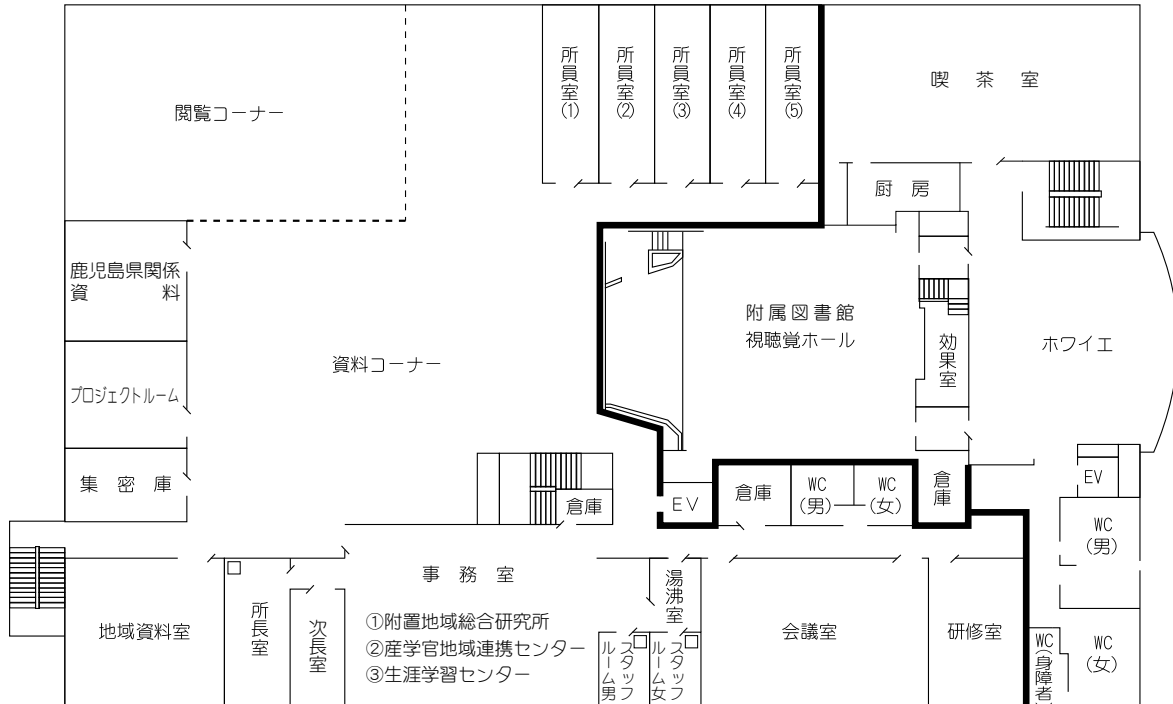 所員室(1)
所員室(2)
所員室(3)
所員室(4)
所員室(5)
喫茶室
閲覧コーナー
厨房
鹿児島県関係
資料
附属図書館
視聴覚ホール
効果室
ホワイエ
資料コーナー
プロジェクトルーム
集密庫
倉庫
EV
倉庫
WC
(男)
WC
(女)
倉庫
EV
WC
(男)
事務室
湯沸室
地域資料室
所長室
次長室
①附置地域総合研究所
②産学官地域連携センター
③生涯学習センター
スタッフ
ルーム男
スタッフ
ルーム女
会議室
研修室
WC(身障者
WC
(女)